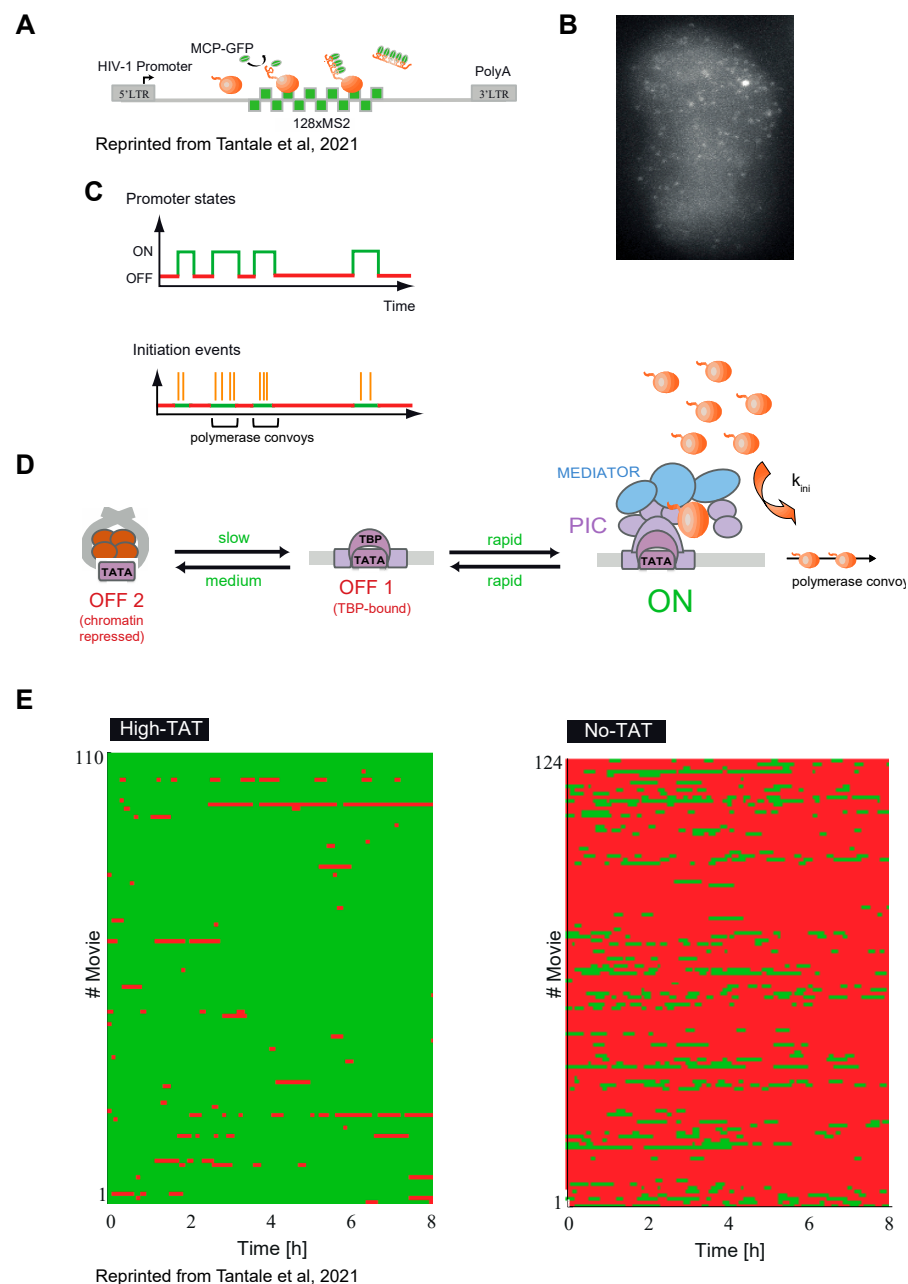 A
MCP-GFP
HIV-1 Promoter
PolyA
5'LTR
3'LTR
128xMS2
Reprinted from Tantale et al, 2021
B
C
Promoter states
ON
OFF
Time
Initiation events
polymerase convoys
D
MEDIATOR
k ini
PIC
slow
medium
TBP
TATA
rapid
rapid
TATA
TATA
polymerase convoy
OFF 2
(chromatin
repressed)
OFF 1
(TBP-bound)
ON
E
High-TAT
No-TAT
110
124
# Movie
# Movie
1
1
0 2 4 6 8
0 2 4 6 8
Time [h]
Time [h]
Reprinted from Tantale et al, 2021